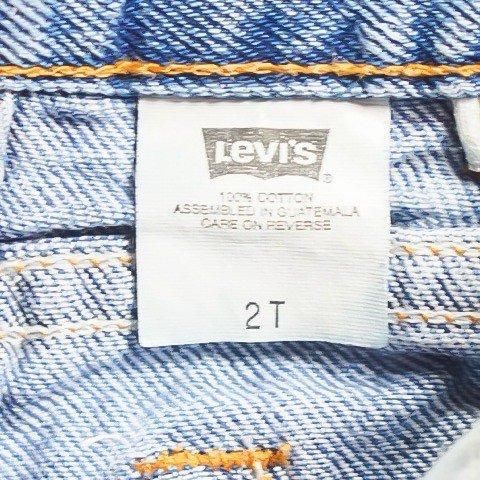 Levi's
®
100% COTTON
ASSEMBLED IN GUATEMALA
CARE ON REVERSE
2T